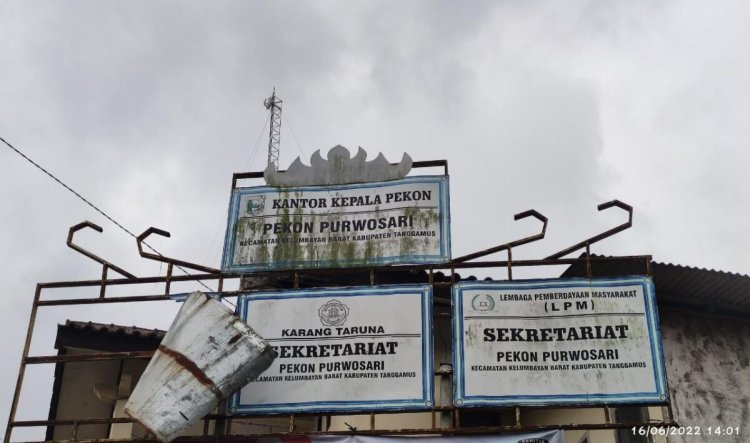 KANTOR KEPALA PEKON
PEKON PURWOSARI
KECAMATAN KELUMBAYAN BARAT KABUPATEN TANGGAMUS
KARANG TARUNA
SEKRETARIAT
PEKON PURWOSARI
KECAMATAN KELUMBAYAN BARAT KABUPATEN TANGGAMUS
LEMBAGA PEMBERDAYAAN MASYARAKAT
(LPM)
SEKRETARIAT
PEKON PURWOSARI
KECAMATAN KELUMBAYAN BARAT KABUPATEN TANGGAMUS
16/06/2022 14:01